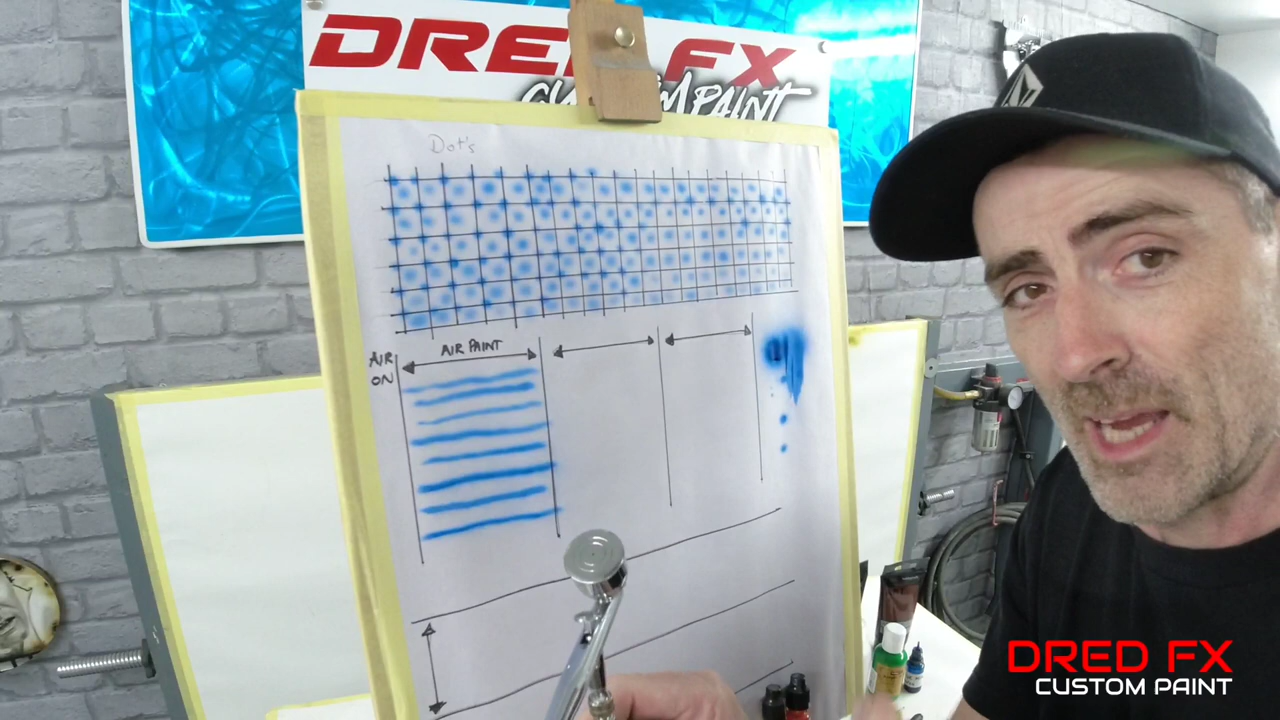 DRED FX
CUSTOM PAINT
Dot's
AIR ON
AIR PAINT
DRED FX
CUSTOM PAINT